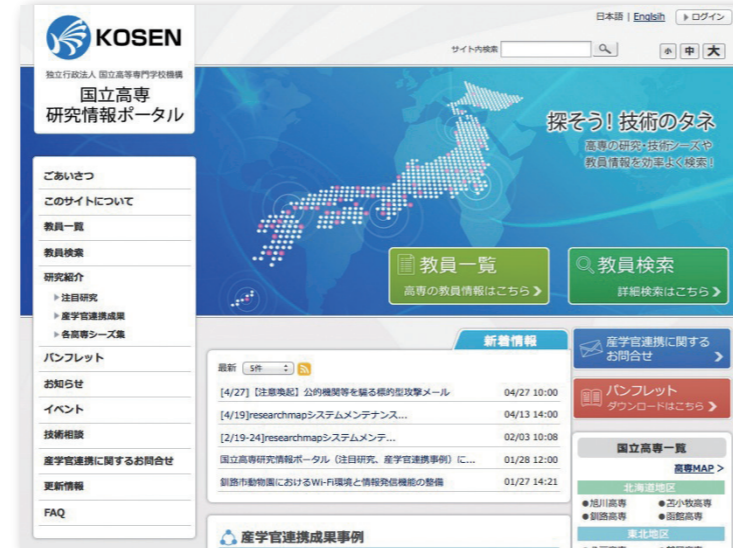 日本語 | Englsih ▶ログイン
KOSEN
サイト内検索
小 中 大
独立行政法人 国立高等専門学校機構
国立高専
研究情報ポータル
探そう!技術のタネ
高専の研究・技術シーズや
教員情報を効率よく検索!
ごあいさつ
このサイトについて
教員一覧
教員検索
研究紹介
▶注目研究
▶産学官連携成果
▶各高専シーズ集
パンフレット
お知らせ
イベント
技術相談
産学官連携に関するお問合せ
更新情報
FAQ
教員一覧
高専の教員情報はこちら
教員検索
詳細検索はこちら
新着情報
最新 5件
[4/27]【注意喚起】公的機関等を騙る標的型攻撃メール 04/27 10:00
[4/19]researchmapシステムメンテナンス... 04/13 14:00
[2/19-24]researchmapシステムメンテ... 02/03 10:08
国立高専研究情報ポータル(注目研究、産学官連携事例)に... 01/28 12:00
釧路市動物園におけるWi-Fi環境と情報発信機能の整備 01/27 14:21
産学官連携成果事例
産学官連携に関する
お問合せ
パンフレット
ダウンロードはこちら
国立高専一覧
高専MAP >
北海道地区
●旭川高専 ●苫小牧高専
●釧路高専 ●函館高専
東北地区